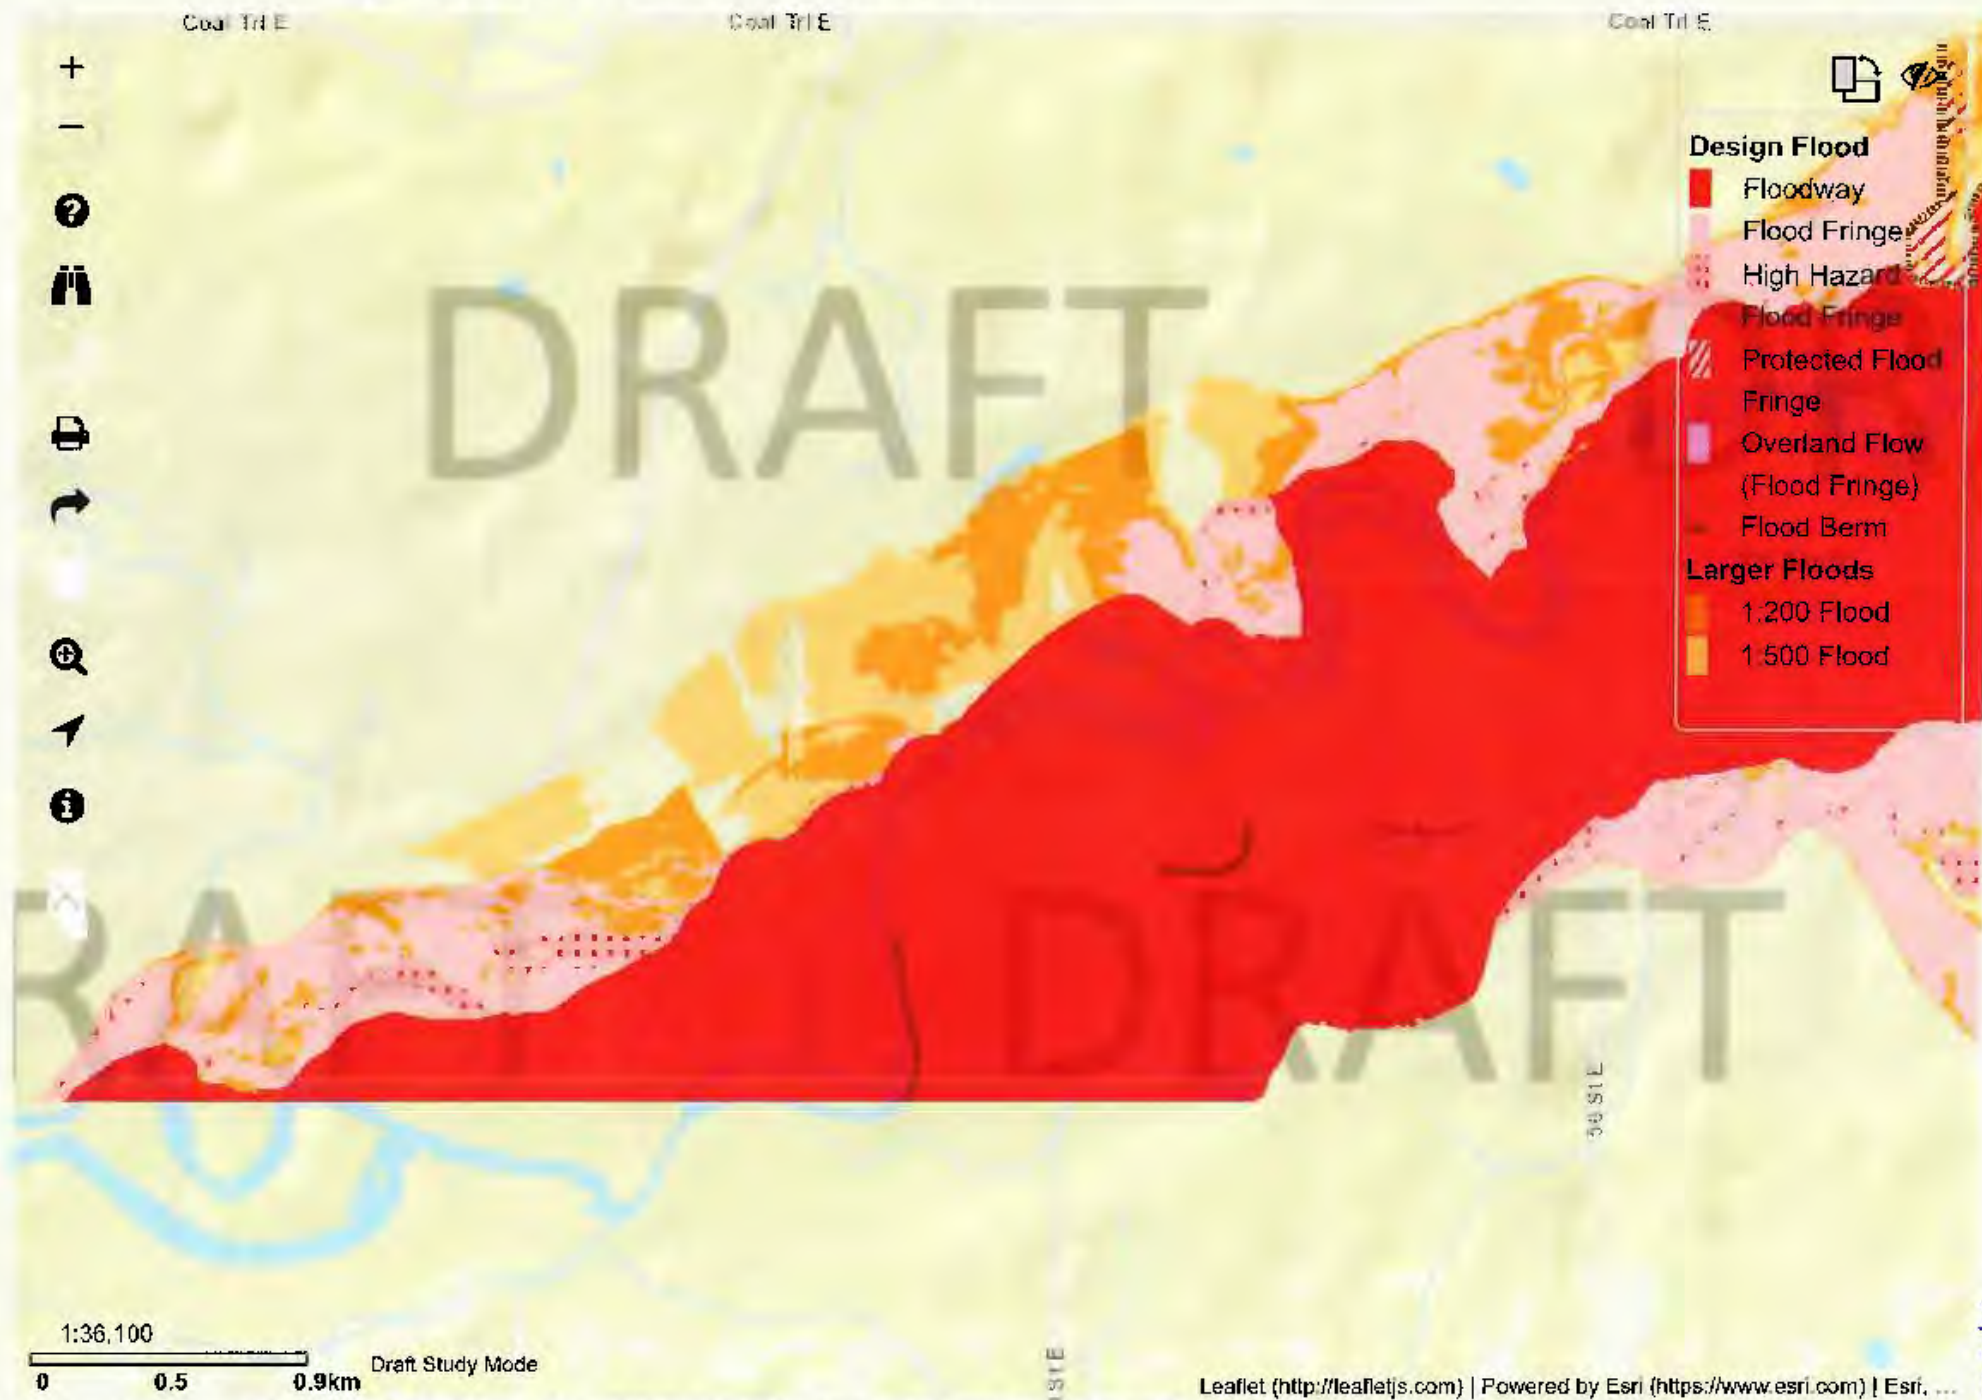 Coal Trl E
Coal Trl E
Coal Trl E
Design Flood
Floodway
Flood Fringe
High Hazard
Flood Fringe
Protected Flood
Fringe
Overland Flow
(Flood Fringe)
Flood Berm
Larger Floods
1:200 Flood
1:500 Flood
DRAFT
RA
DRAFT
St E
St E
1:36,100
0 0.5 0.9km
Draft Study Mode
Leaflet (http://leafletjs.com) | Powered by Esri (https://www.esri.com) | Esri, ...